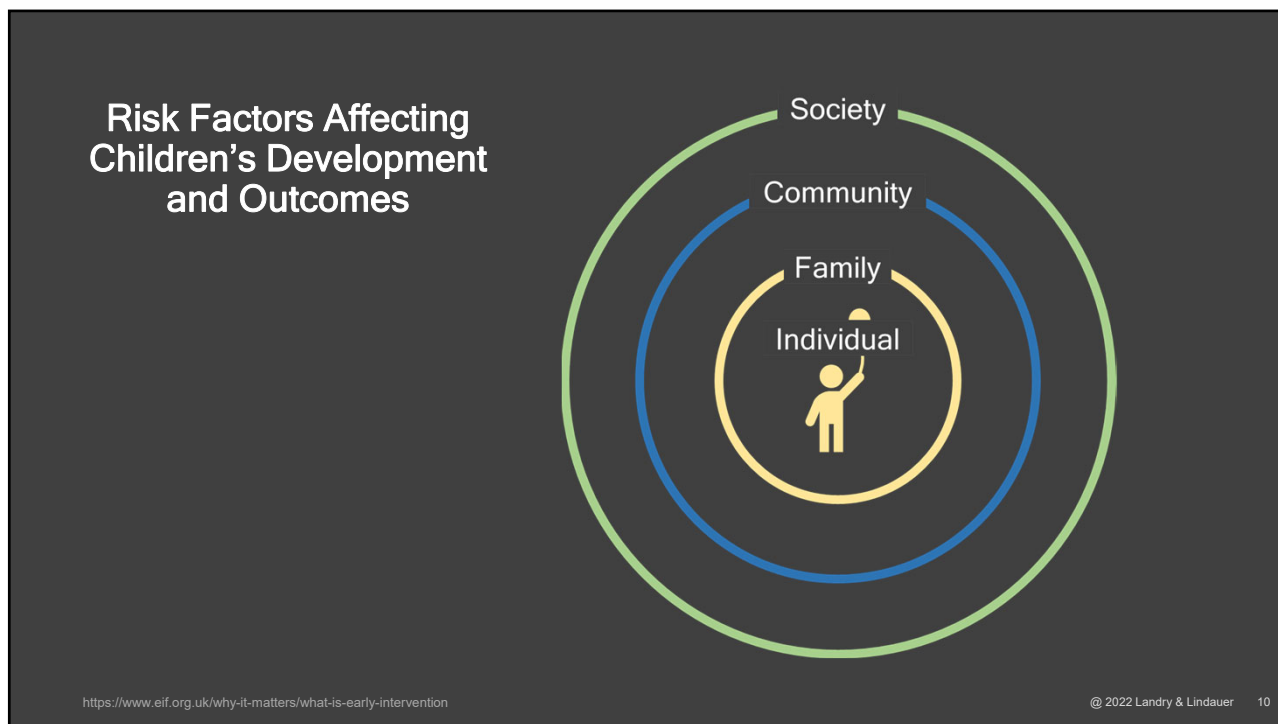 Risk Factors Affecting
Children’s Development
and Outcomes
Society
Community
Family
Individual
https://www.eif.org.uk/why-it-matters/what-is-early-intervention
@ 2022 Landry & Lindauer
10